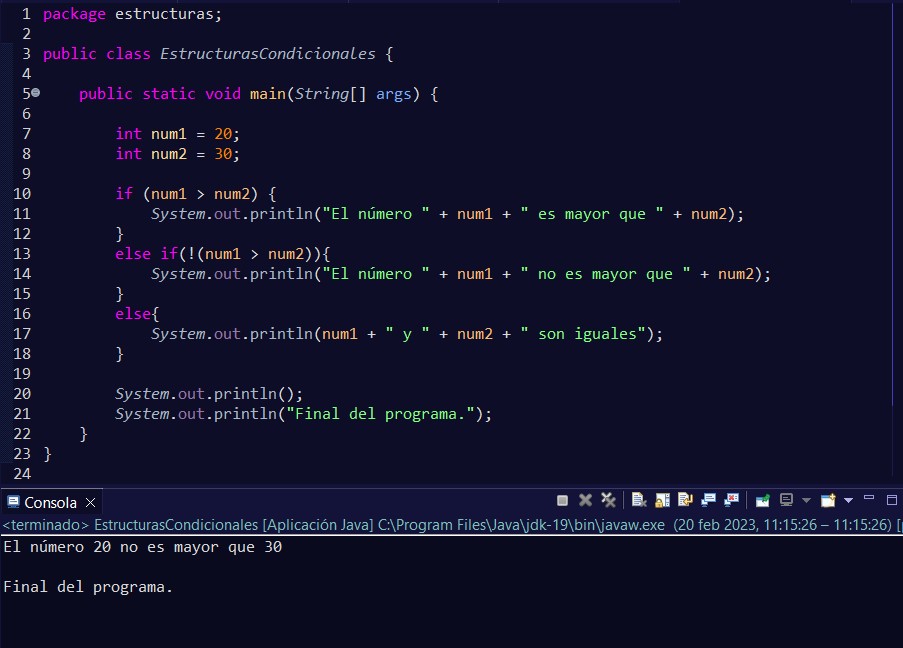 1 package estructuras;
2
3 public class EstructurasCondicionales {
4
5     public static void main(String[] args) {
6
7         int num1 = 20;
8         int num2 = 30;
9
10         if (num1 > num2) {
11             System.out.println("El número " + num1 + " es mayor que " + num2);
12         }
13         else if(!(num1 > num2)){
14             System.out.println("El número " + num1 + " no es mayor que " + num2);
15         }
16         else{
17             System.out.println(num1 + " y " + num2 + " son iguales");
18         }
19
20         System.out.println();
21         System.out.println("Final del programa.");
22     }
23 }
24
Consola
<terminado> EstructurasCondicionales [Aplicación Java] C:\Program Files\Java\jdk-19\bin\javaw.exe (20 feb 2023, 11:15:26 – 11:15:26) [
El número 20 no es mayor que 30
Final del programa.